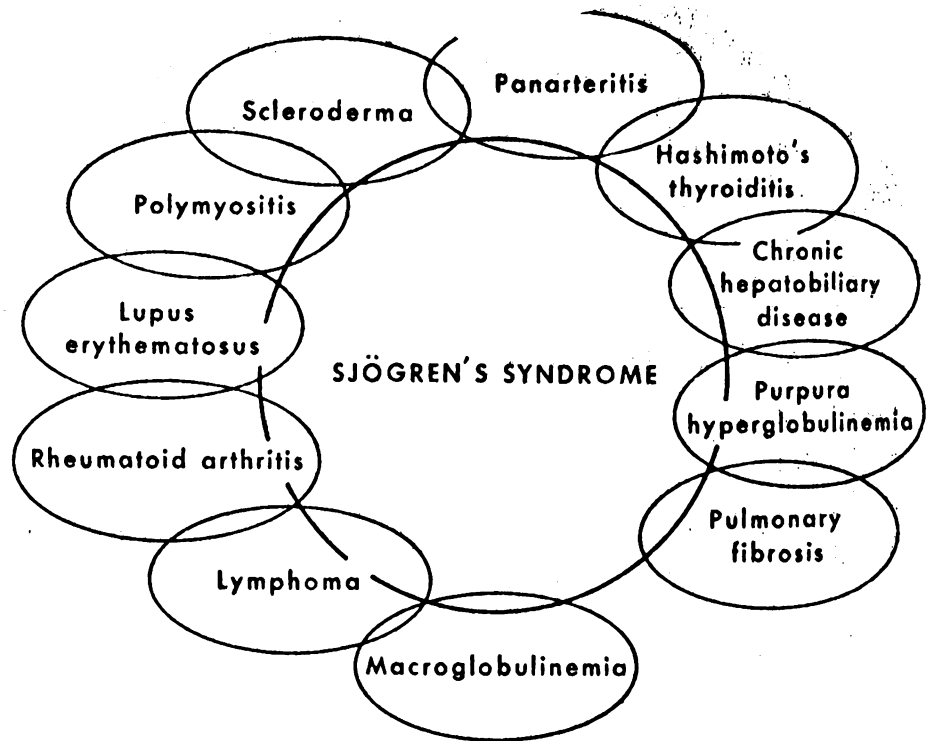 Panarteritis
Scleroderma
Hashimoto's
thyroiditis
Polymyositis
Chronic
hepatobiliary
disease
Lupus
erythematosus
SJÖGREN'S SYNDROME
Purpura
hyperglobulinemia
Rheumatoid arthritis
Pulmonary
fibrosis
Lymphoma
Macroglobulinemia